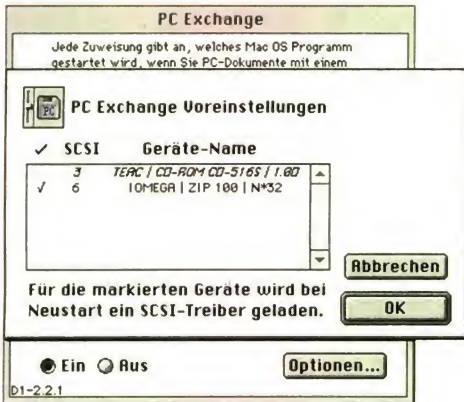 PC Exchange
Jede Zuweisung gibt an, welches Mac OS Programm
gestartet wird, wenn Sie PC-Dokumente mit einem
PC
PC Exchange Voreinstellungen
✓ SCSI Geräte-Name
3 TEAC / CD-ROM CD-516S / 1.00
√ 6 IOMEGA | ZIP 100 | N*32
Abbrechen
Für die markierten Geräte wird bei
Neustart ein SCSI-Treiber geladen.
OK
Ein Aus Optionen...
D1-2.2.1